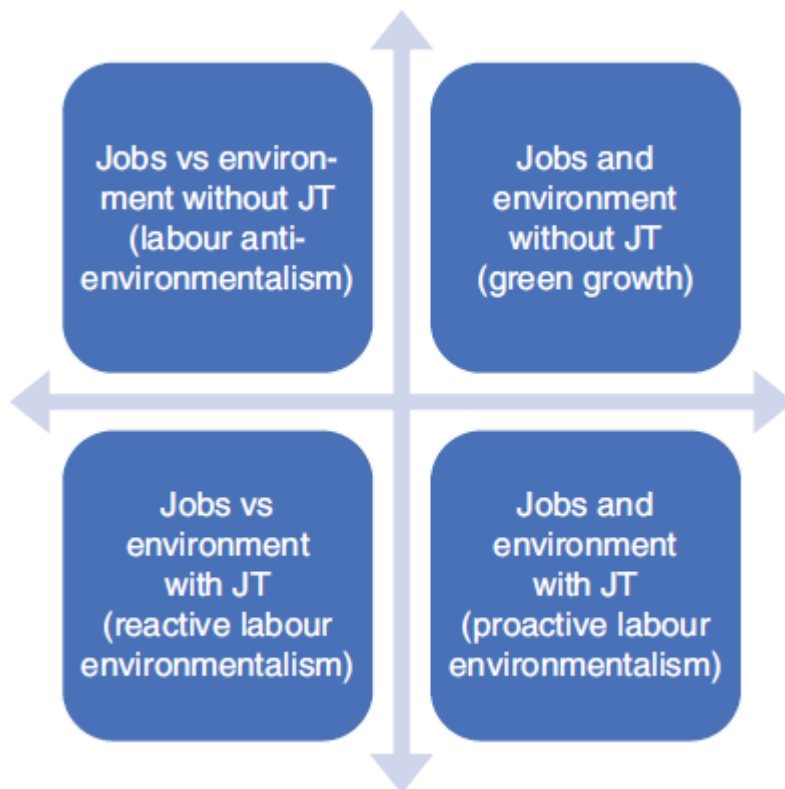 Jobs vs environ-
ment without JT
(labour anti-
environmentalism)
Jobs and
environment
without JT
(green growth)
Jobs vs
environment
with JT
(reactive labour
environmentalism)
Jobs and
environment
with JT
(proactive labour
environmentalism)